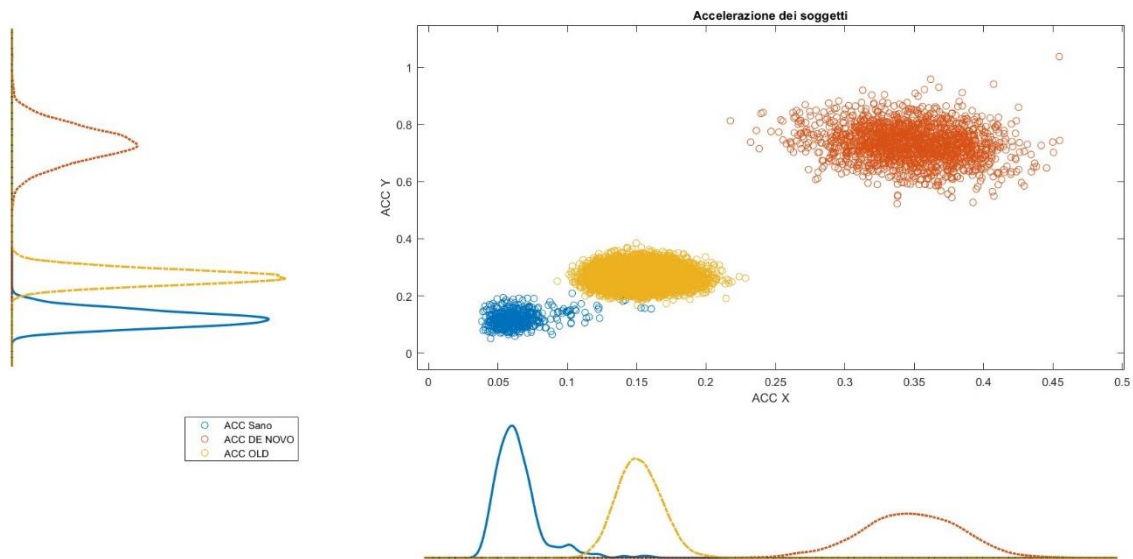 Accelerazione dei soggetti
1
0.8
0.6
0.4
0.2
0
ACC Y
0 0.05 0.1 0.15 0.2 0.25 0.3 0.35 0.4 0.45 0.5
ACC X
ACC Sano
ACC DE NOVO
ACC OLD